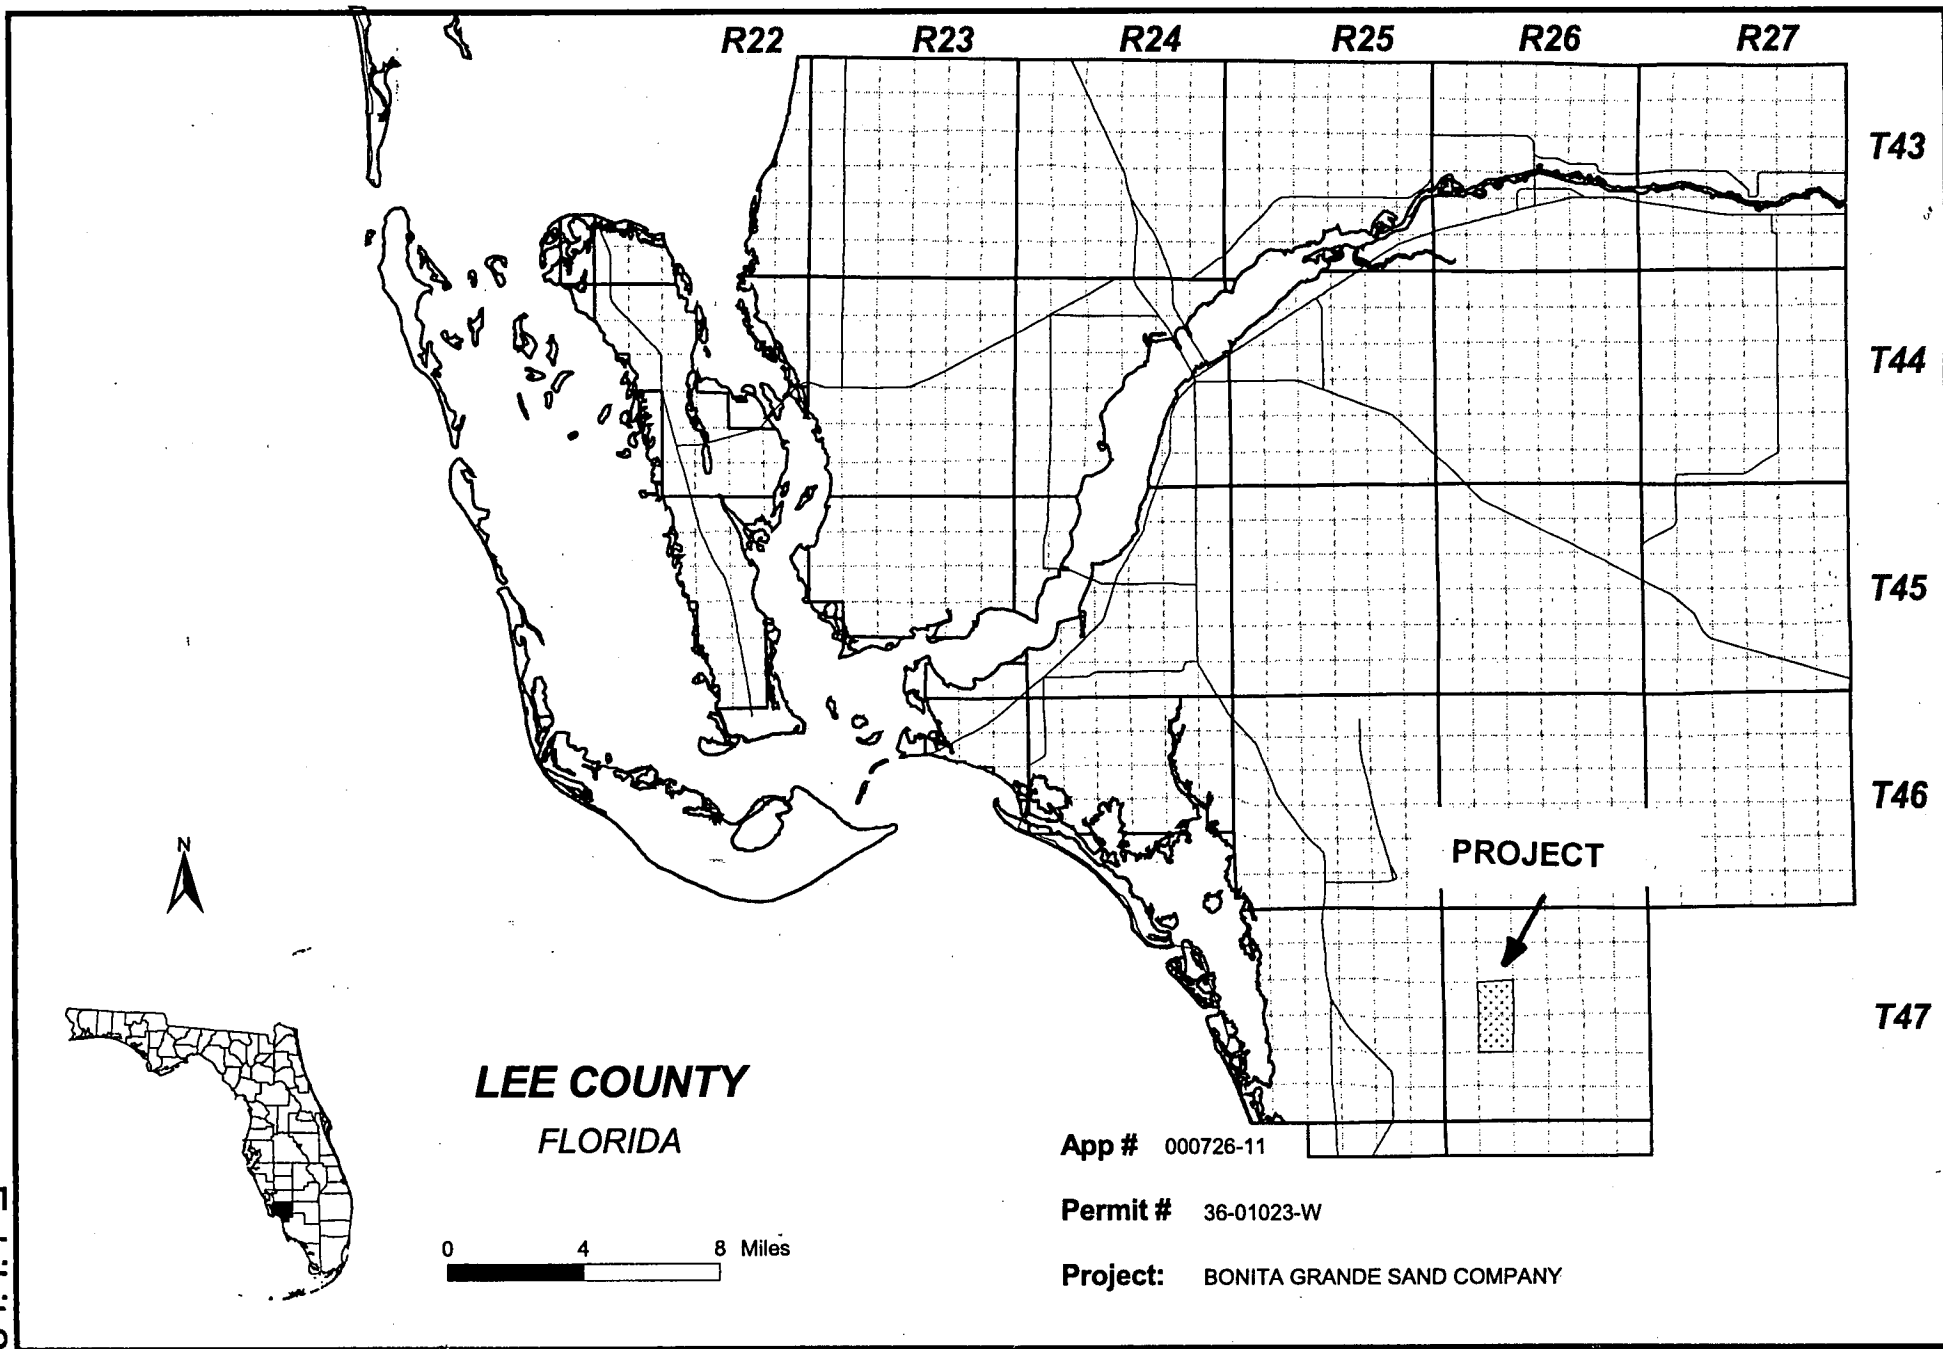 R22 R23 R24 R25 R26 R27
T43
T44
T45
T46
PROJECT
N
T47
LEE COUNTY
FLORIDA
App # 000726-11
Permit # 36-01023-W
0 4 8 Miles
Project: BONITA GRANDE SAND COMPANY